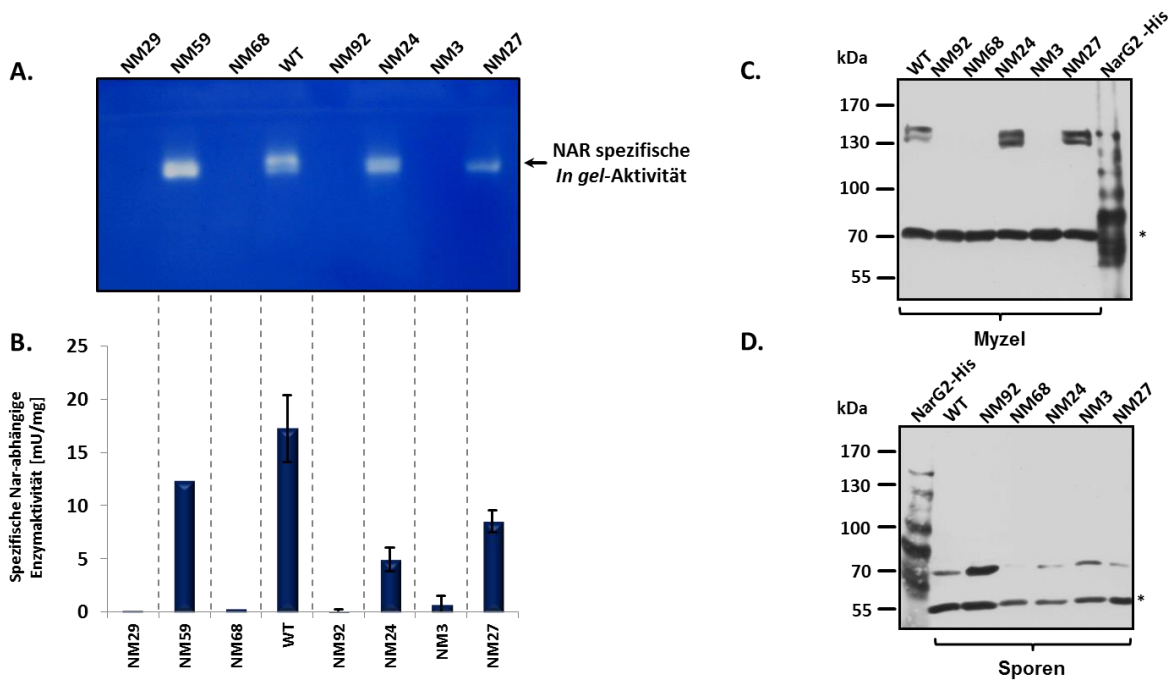 A.
NM29 NM59 NM68 WT NM92 NM24 NM3 NM27
NAR spezifische
In gel-Aktivität
B.
Spezifische Nar-abhängige
Enzymaktivität [mU/mg]
25
20
15
10
5
0
NM29 NM59 NM68 WT NM92 NM24 NM3 NM27
C.
kDa
WT NM92 NM68 NM24 NM3 NM27 NarG2 -His
170
130
100
70 *
55
Myzel
D.
kDa
NarG2-His WT NM92 NM68 NM24 NM3 NM27
170
130
100
70
55 *
Sporen